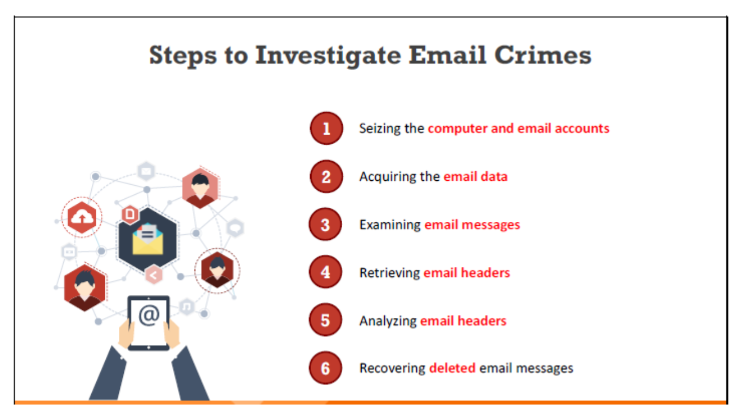 Steps to Investigate Email Crimes
1 Seizing the computer and email accounts
2 Acquiring the email data
3 Examining email messages
4 Retrieving email headers
5 Analyzing email headers
6 Recovering deleted email messages
@